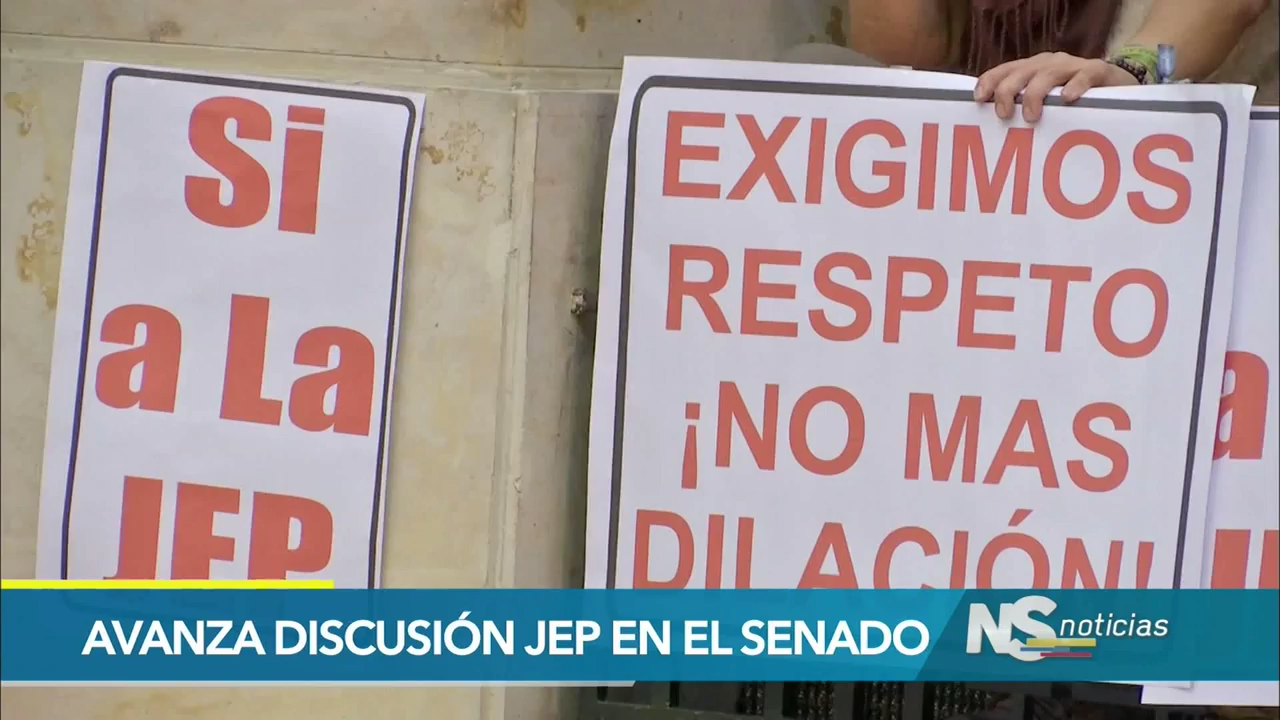 Si
a La
JEP
EXIGIMOS
RESPETO
¡NO MAS
DILACIÓN!
a
AVANZA DISCUSIÓN JEP EN EL SENADO
NS noticias